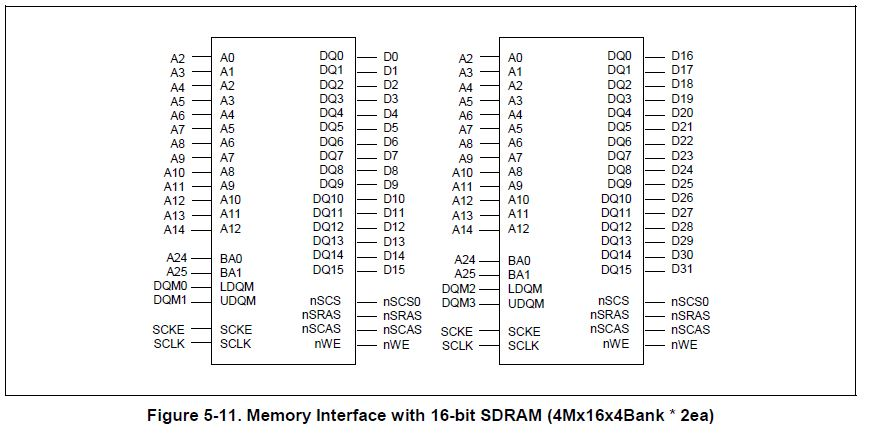 A2 A0 DQ0 D0 A2 A0 DQ0 D16
A3 A1 DQ1 D1 A3 A1 DQ1 D17
A4 A2 DQ2 D2 A4 A2 DQ2 D18
A5 A3 DQ3 D3 A5 A3 DQ3 D19
A6 A4 DQ4 D4 A6 A4 DQ4 D20
A7 A5 DQ5 D5 A7 A5 DQ5 D21
A8 A6 DQ6 D6 A8 A6 DQ6 D22
A9 A7 DQ7 D7 A9 A7 DQ7 D23
A10 A8 DQ8 D8 A10 A8 DQ8 D24
A11 A9 DQ9 D9 A11 A9 DQ9 D25
A12 A10 DQ10 D10 A12 A10 DQ10 D26
A13 A11 DQ11 D11 A13 A11 DQ11 D27
A14 A12 DQ12 D12 A14 A12 DQ12 D28
DQ13 D13 DQ13 D29
A24 BA0 DQ14 D14 A24 BA0 DQ14 D30
A25 BA1 DQ15 D15 A25 BA1 DQ15 D31
DQM0 LDQM DQM2 LDQM
DQM1 UDQM nSCS nSCS0 DQM3 UDQM nSCS nSCS0
nSRAS nSRAS nSRAS nSRAS
SCKE SCKE nSCAS nSCAS SCKE SCKE nSCAS nSCAS
SCLK SCLK nWE nWE SCLK SCLK nWE nWE
Figure 5-11. Memory Interface with 16-bit SDRAM (4Mx16x4Bank * 2ea)